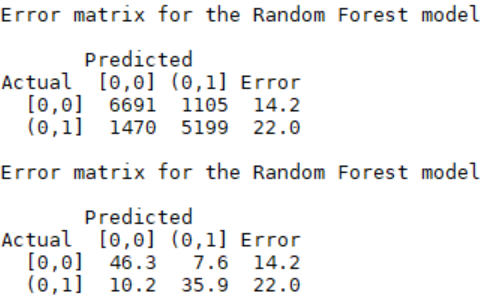 Error matrix for the Random Forest model
Predicted
Actual [0,0] (0,1] Error
[0,0] 6691 1105 14.2
(0,1] 1470 5199 22.0
Error matrix for the Random Forest model
Predicted
Actual [0,0] (0,1] Error
[0,0] 46.3 7.6 14.2
(0,1] 10.2 35.9 22.0